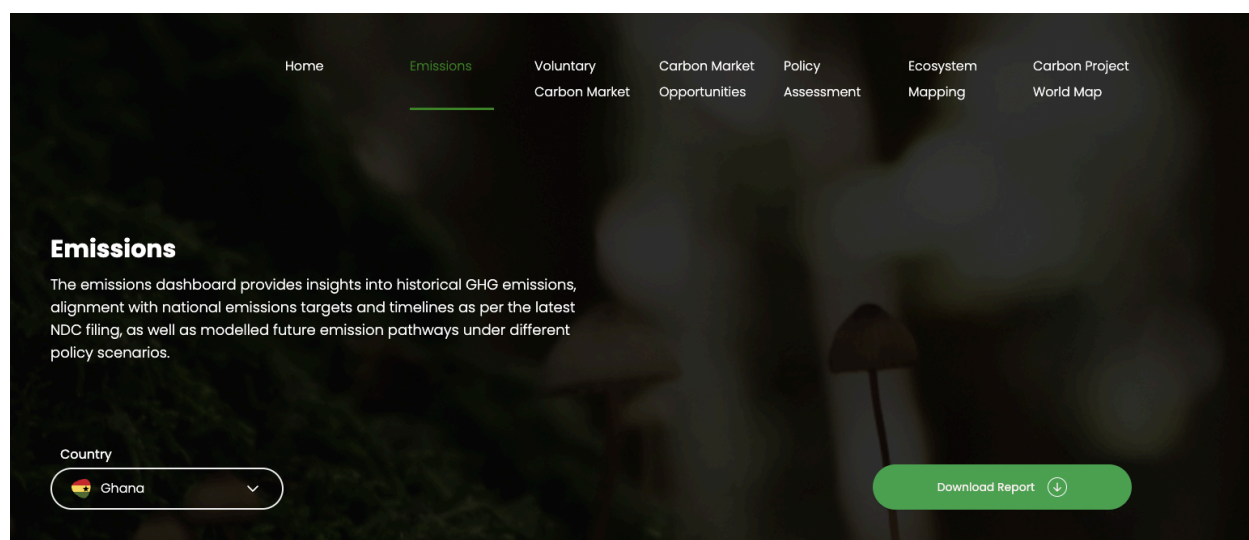 Home
Emissions
Voluntary
Carbon Market
Carbon Market
Opportunities
Policy
Assessment
Ecosystem
Mapping
Carbon Project
World Map
Emissions
The emissions dashboard provides insights into historical GHG emissions,
alignment with national emissions targets and timelines as per the latest
NDC filing, as well as modelled future emission pathways under different
policy scenarios.
Country
Ghana
Download Report